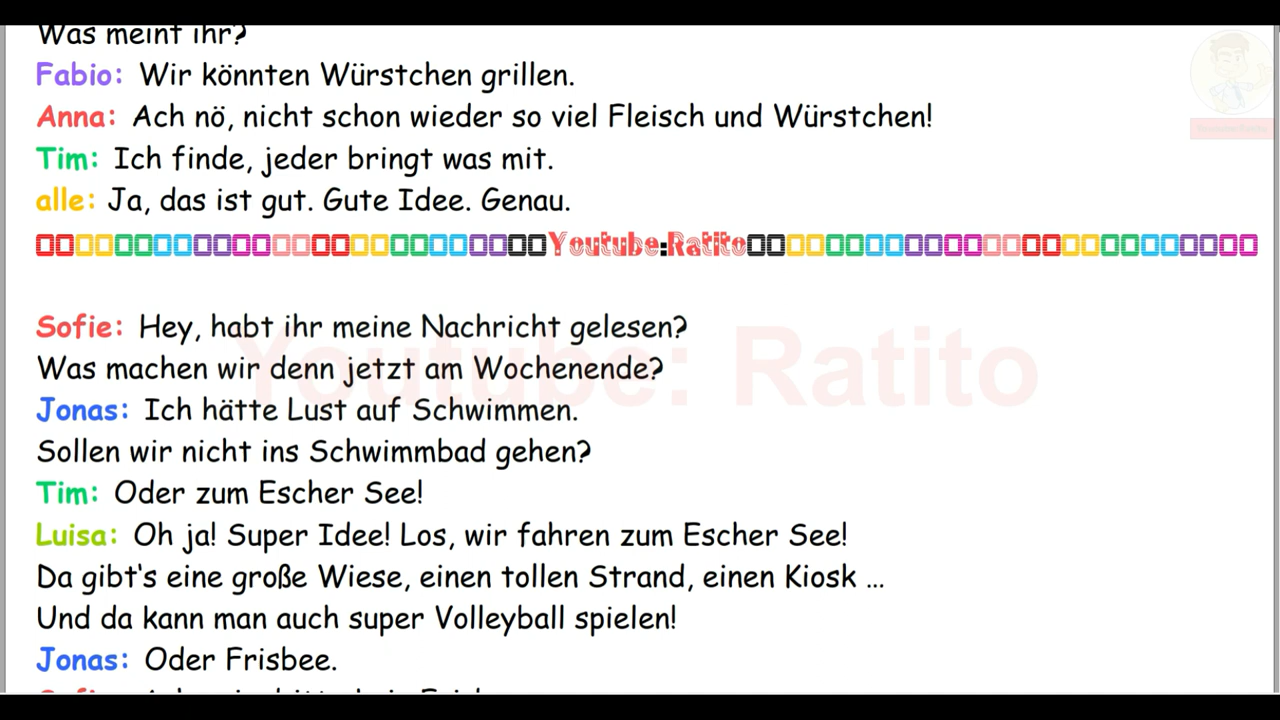 Was meint ihr?
Fabio: Wir könnten Würstchen grillen.
Anna: Ach nö, nicht schon wieder so viel Fleisch und Würstchen!
Tim: Ich finde, jeder bringt was mit.
alle: Ja, das ist gut. Gute Idee. Genau.
Youtube:Ratito
Sofie: Hey, habt ihr meine Nachricht gelesen?
Youtube: Ratito
Was machen wir denn jetzt am Wochenende?
Jonas: Ich hätte Lust auf Schwimmen.
Sollen wir nicht ins Schwimmbad gehen?
Tim: Oder zum Escher See!
Luisa: Oh ja! Super Idee! Los, wir fahren zum Escher See!
Da gibt's eine große Wiese, einen tollen Strand, einen Kiosk ...
Und da kann man auch super Volleyball spielen!
Jonas: Oder Frisbee.